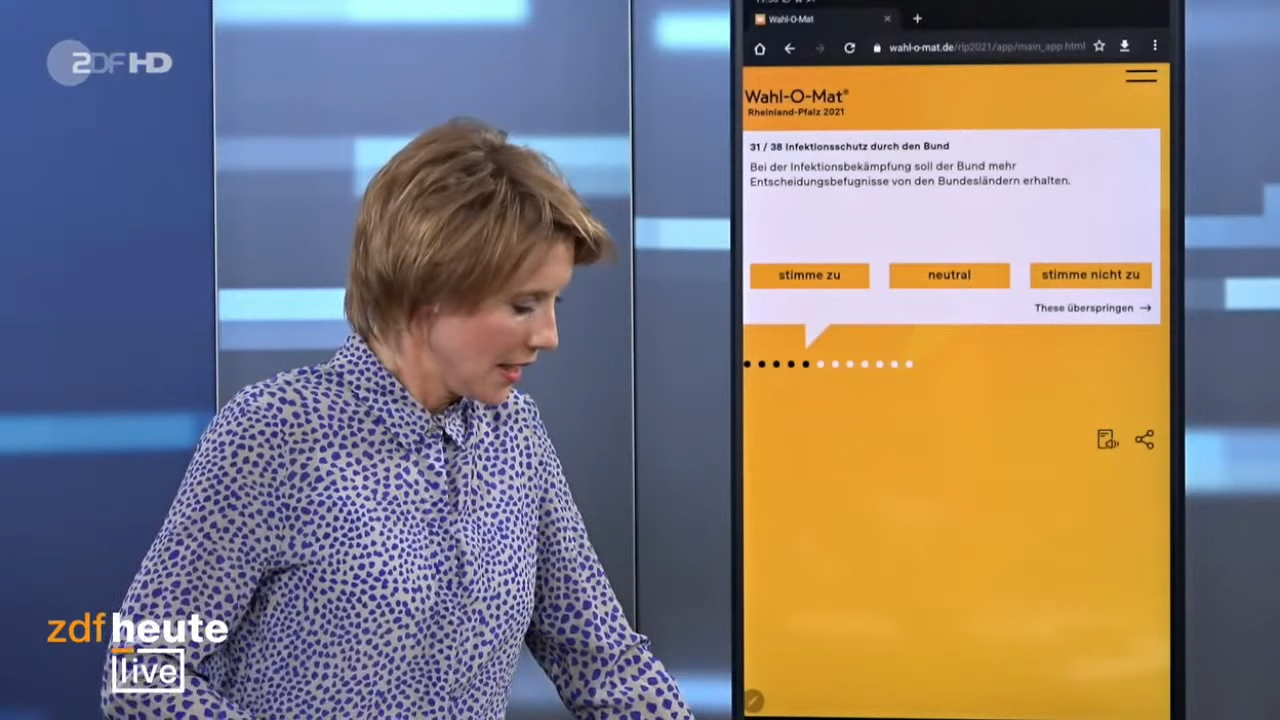 ZDF HD
Wahl-O-Mat
wahl-o-mat.de/rlp2021/app/main_app.html
Wahl-O-Mat®
Rheinland-Pfalz 2021
31 / 38 Infektionsschutz durch den Bund
Bei der Infektionsbekämpfung soll der Bund mehr
Entscheidungsbefugnisse von den Bundesländern erhalten.
stimme zu
neutral
stimme nicht zu
These überspringen →
zdfheute
live